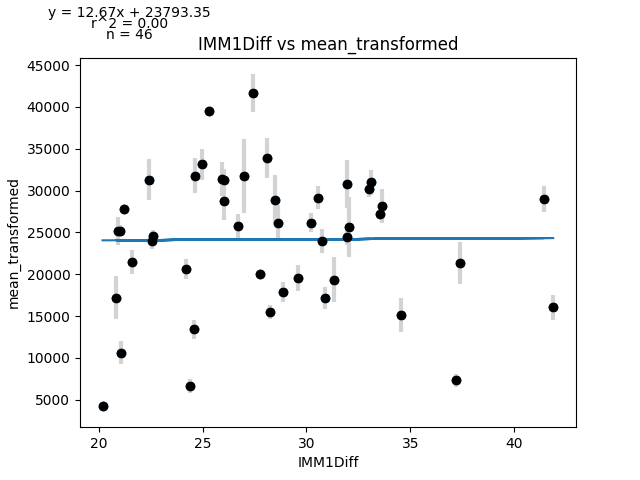 y = 12.67x + 23793.35
r^2 = 0.00
n = 46
IMM1Diff vs mean_transformed
45000
40000
35000
30000
25000
20000
15000
10000
5000
mean_transformed
20 25 30 35 40
IMM1Diff